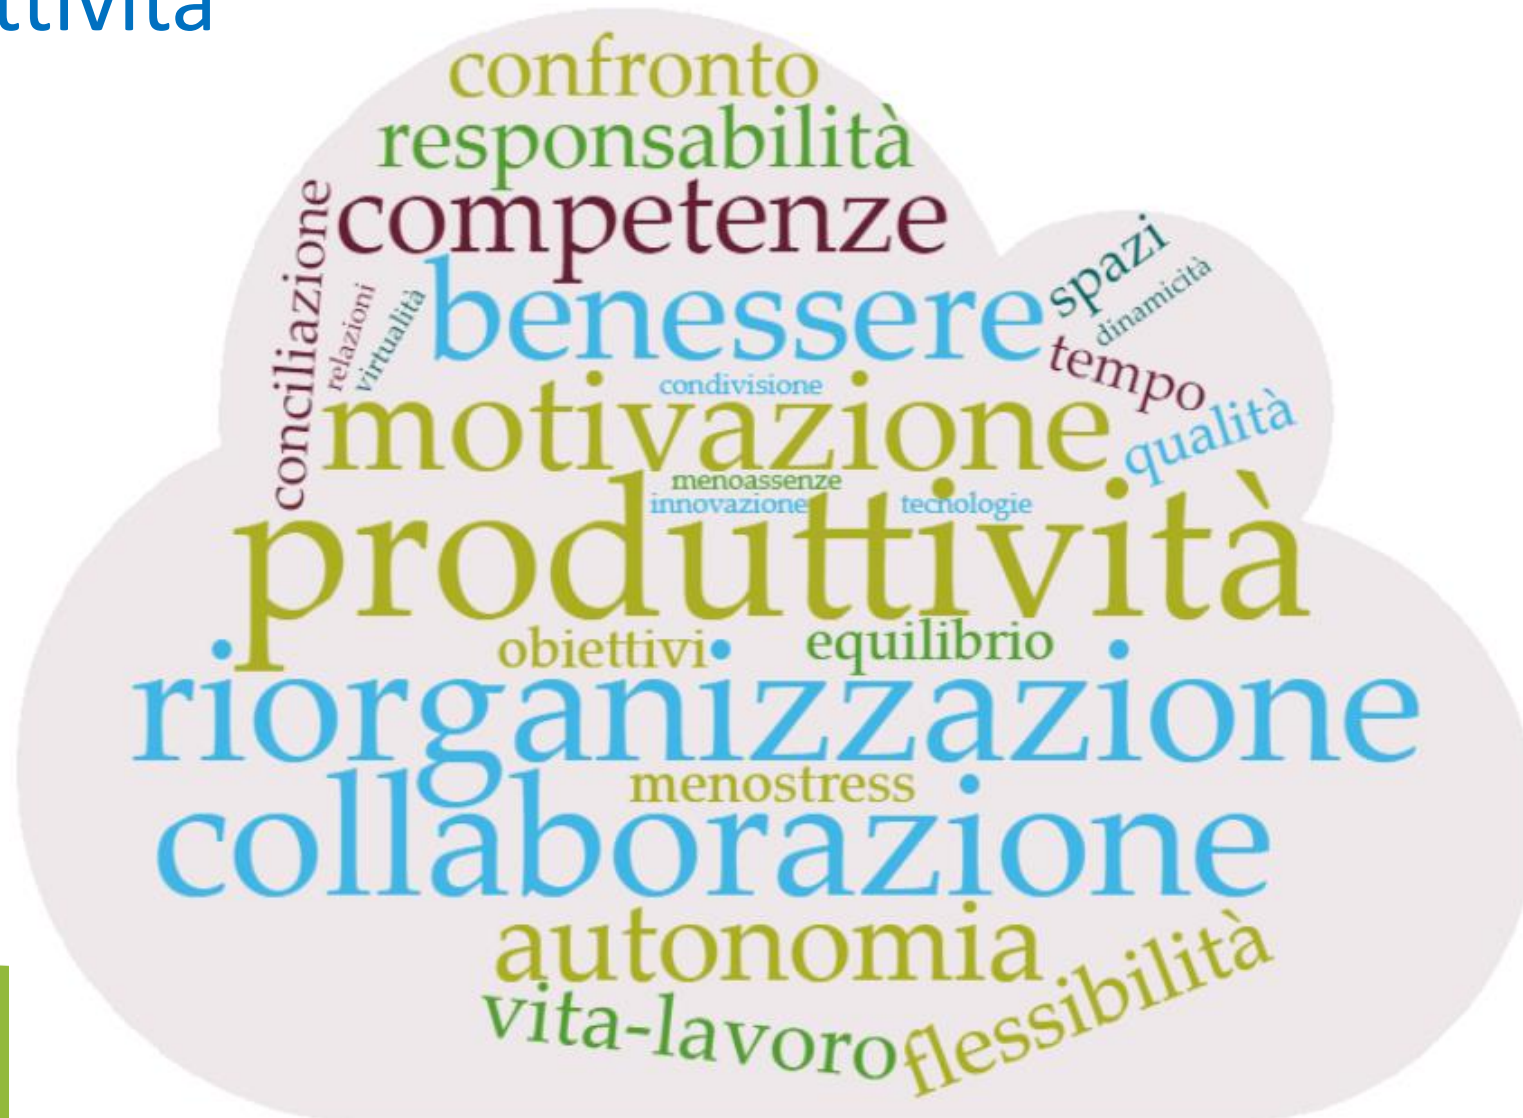 ttività
confronto
responsabilità
competenze
conciliazione
relazioni
virtualità
benessere
spazi
dinamicità
tempo
condivisione
motivazione
qualità
menoassenze
innovazione
tecnologie
produttività
obiettivi
equilibrio
riorganizzazione
menostress
collaborazione
autonomia
vita-lavoro
flessibilità